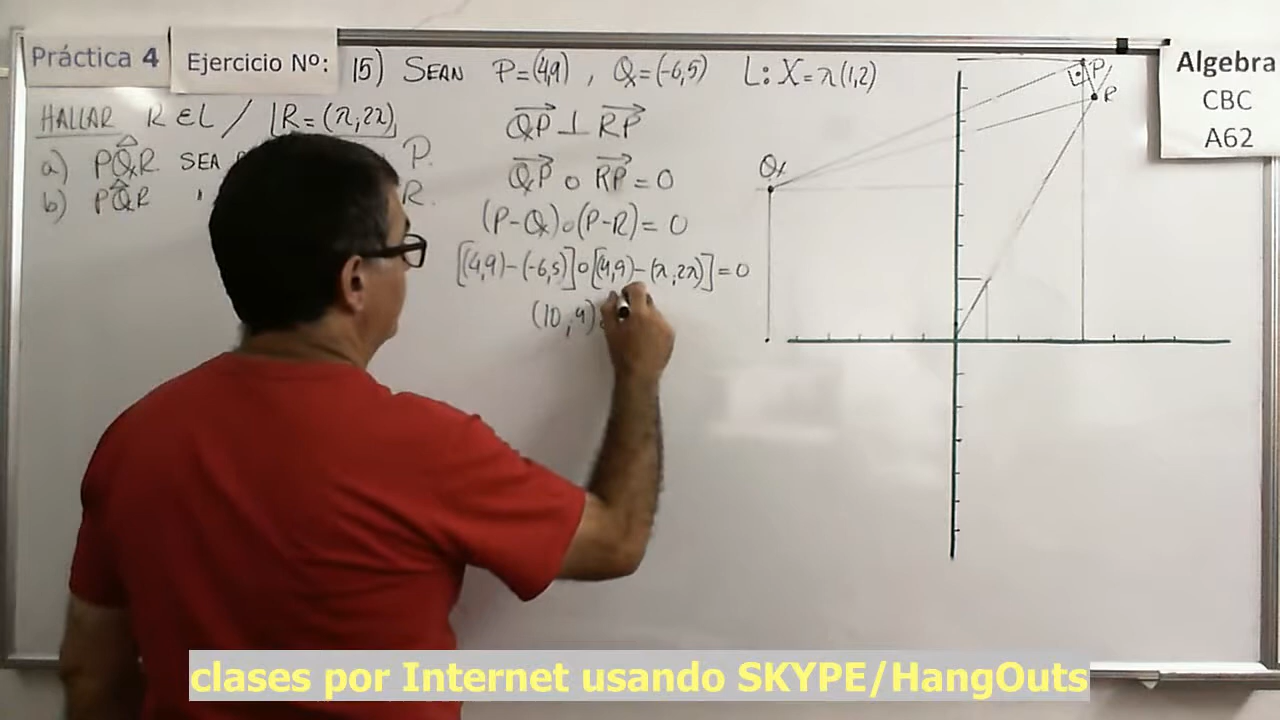 Práctica 4
Ejercicio Nº:
15) SEAN P=(4,9) , Q=(-6,5) L: X=λ(1,2)
Algebra
CBC
A62
HALLAR R ∈ L / R=(λ,2λ)
a) PQ̂R SEA P.
b) PQ̂R " R.
QP ⊥ RP
QP o RP = 0
(P-Q) o (P-R) = 0
[(4,9)-(-6,5)] o [(4,9)-(λ,2λ)] = 0
(10,4)
Q
P
R
clases por Internet usando SKYPE/HangOuts